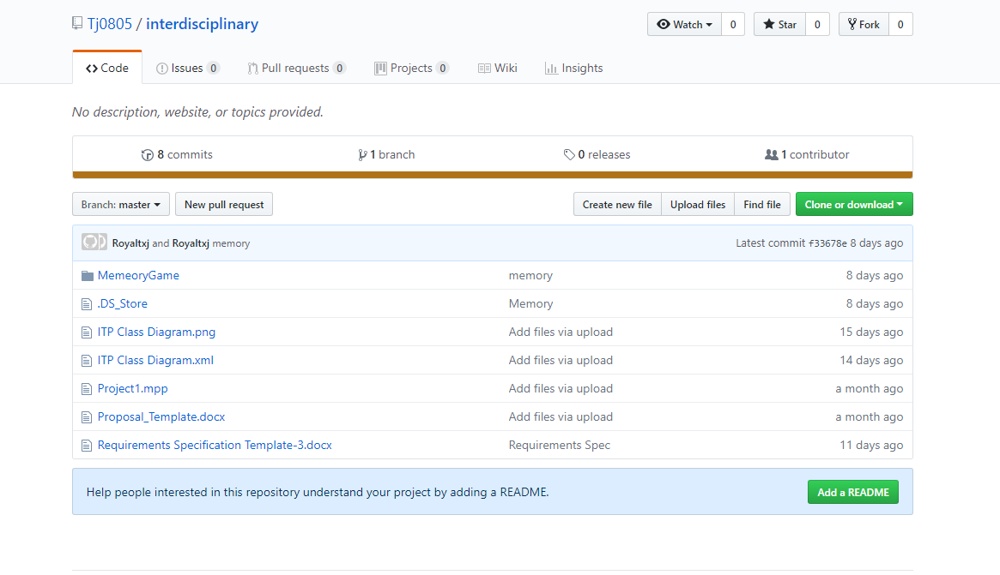 Tj0805 / interdisciplinary Watch 0 Star 0 Fork 0
Code Issues 0 Pull requests 0 Projects 0 Wiki Insights
No description, website, or topics provided.
8 commits 1 branch 0 releases 1 contributor
Branch: master New pull request Create new file Upload files Find file Clone or download
Royaltxj and Royaltxj memory Latest commit f33678e 8 days ago
MemeoryGame memory 8 days ago
.DS_Store Memory 8 days ago
ITP Class Diagram.png Add files via upload 15 days ago
ITP Class Diagram.xml Add files via upload 14 days ago
Project1.mpp Add files via upload a month ago
Proposal_Template.docx Add files via upload a month ago
Requirements Specification Template-3.docx Requirements Spec 11 days ago
Help people interested in this repository understand your project by adding a README. Add a README